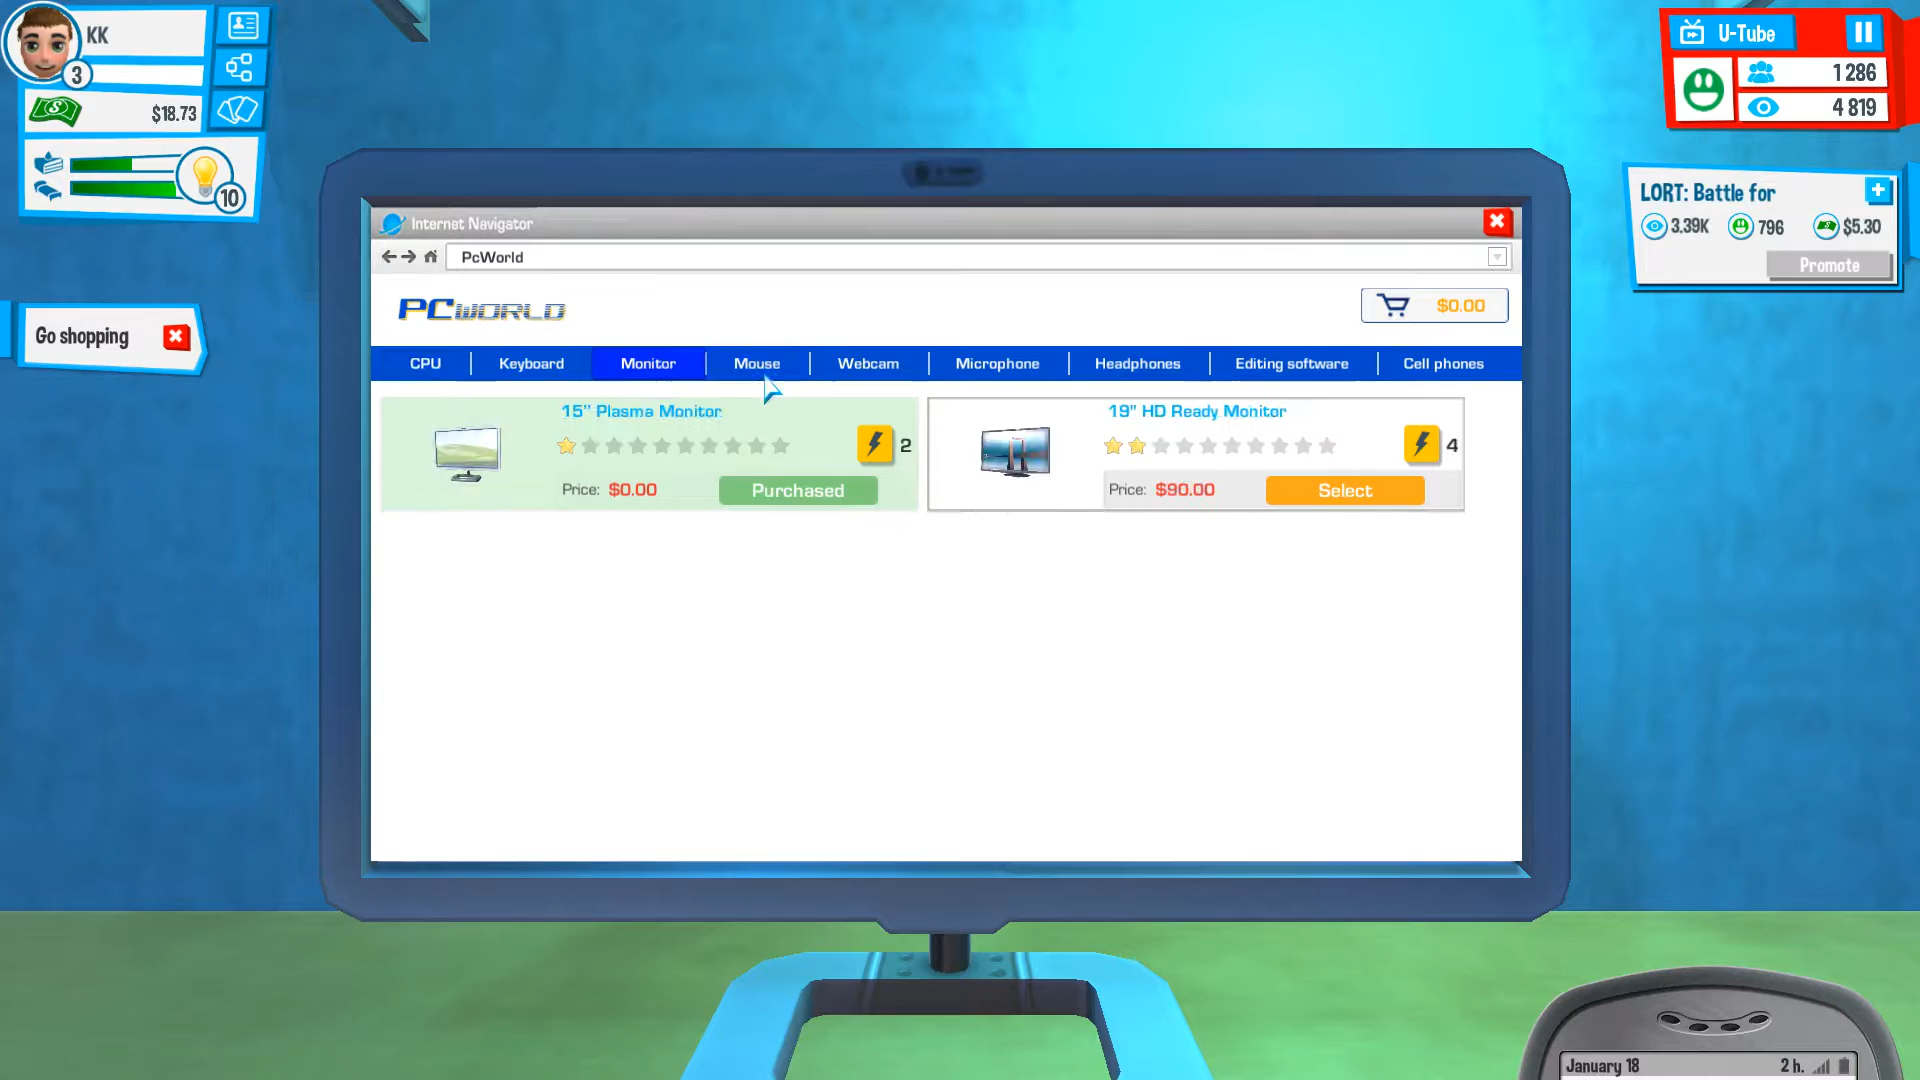 KK
3
$18.73
10
Go shopping
U-Tube
1 286
4 819
LORT: Battle for
3.39K 796 $5.30
Promote
Internet Navigator
PcWorld
PCWORLD
$0.00
CPU Keyboard Monitor Mouse Webcam Microphone Headphones Editing software Cell phones
15" Plasma Monitor
2
Price: $0.00 Purchased
19" HD Ready Monitor
4
Price: $90.00 Select
January 18 2 h.